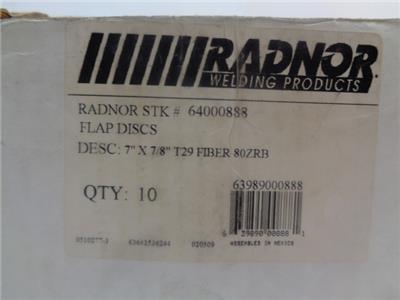 RADNOR
WELDING PRODUCTS
RADNOR STK # 64000888
FLAP DISCS
DESC: 7" X 7/8" T29 FIBER 80ZRB
QTY: 10
63989000888
ASSEMBLED IN MEXICO